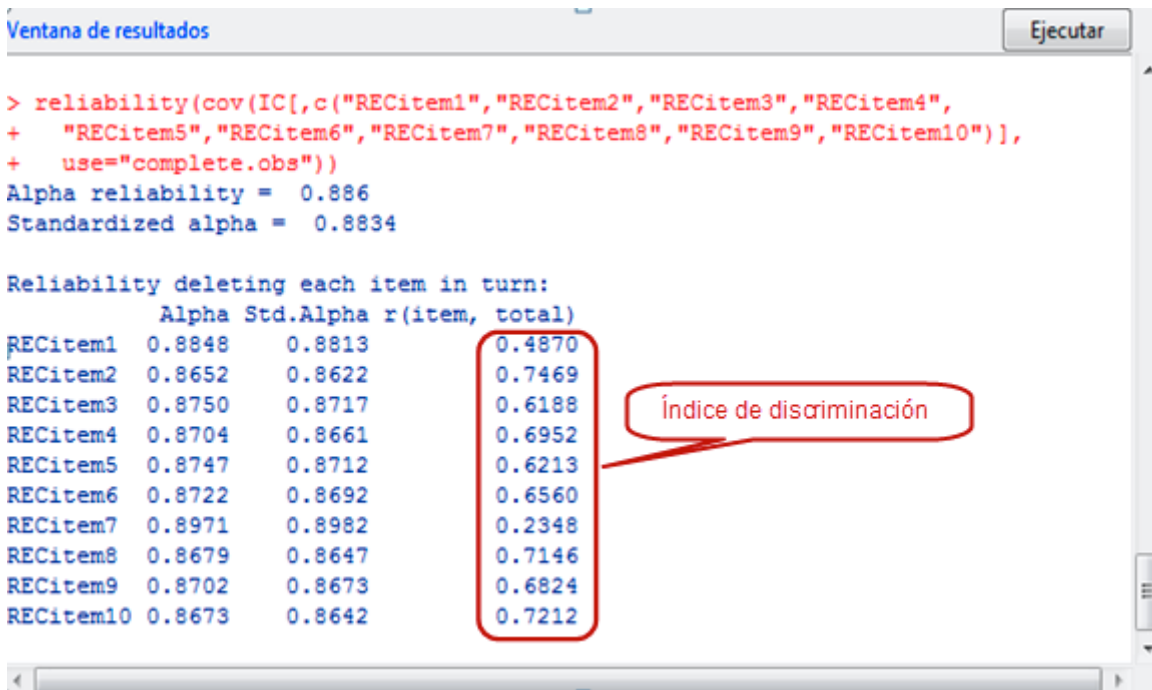 Ventana de resultados
Ejecutar
> reliability(cov(IC[,c("RECitem1","RECitem2","RECitem3","RECitem4",
+   "RECitem5","RECitem6","RECitem7","RECitem8","RECitem9","RECitem10")],
+   use="complete.obs"))
Alpha reliability =  0.886
Standardized alpha =  0.8834
Reliability deleting each item in turn:
Alpha Std.Alpha r(item, total)
RECitem1  0.8848    0.8813         0.4870
RECitem2  0.8652    0.8622         0.7469
RECitem3  0.8750    0.8717         0.6188
RECitem4  0.8704    0.8661         0.6952
RECitem5  0.8747    0.8712         0.6213
RECitem6  0.8722    0.8692         0.6560
RECitem7  0.8971    0.8982         0.2348
RECitem8  0.8679    0.8647         0.7146
RECitem9  0.8702    0.8673         0.6824
RECitem10 0.8673    0.8642         0.7212
Índice de discriminación